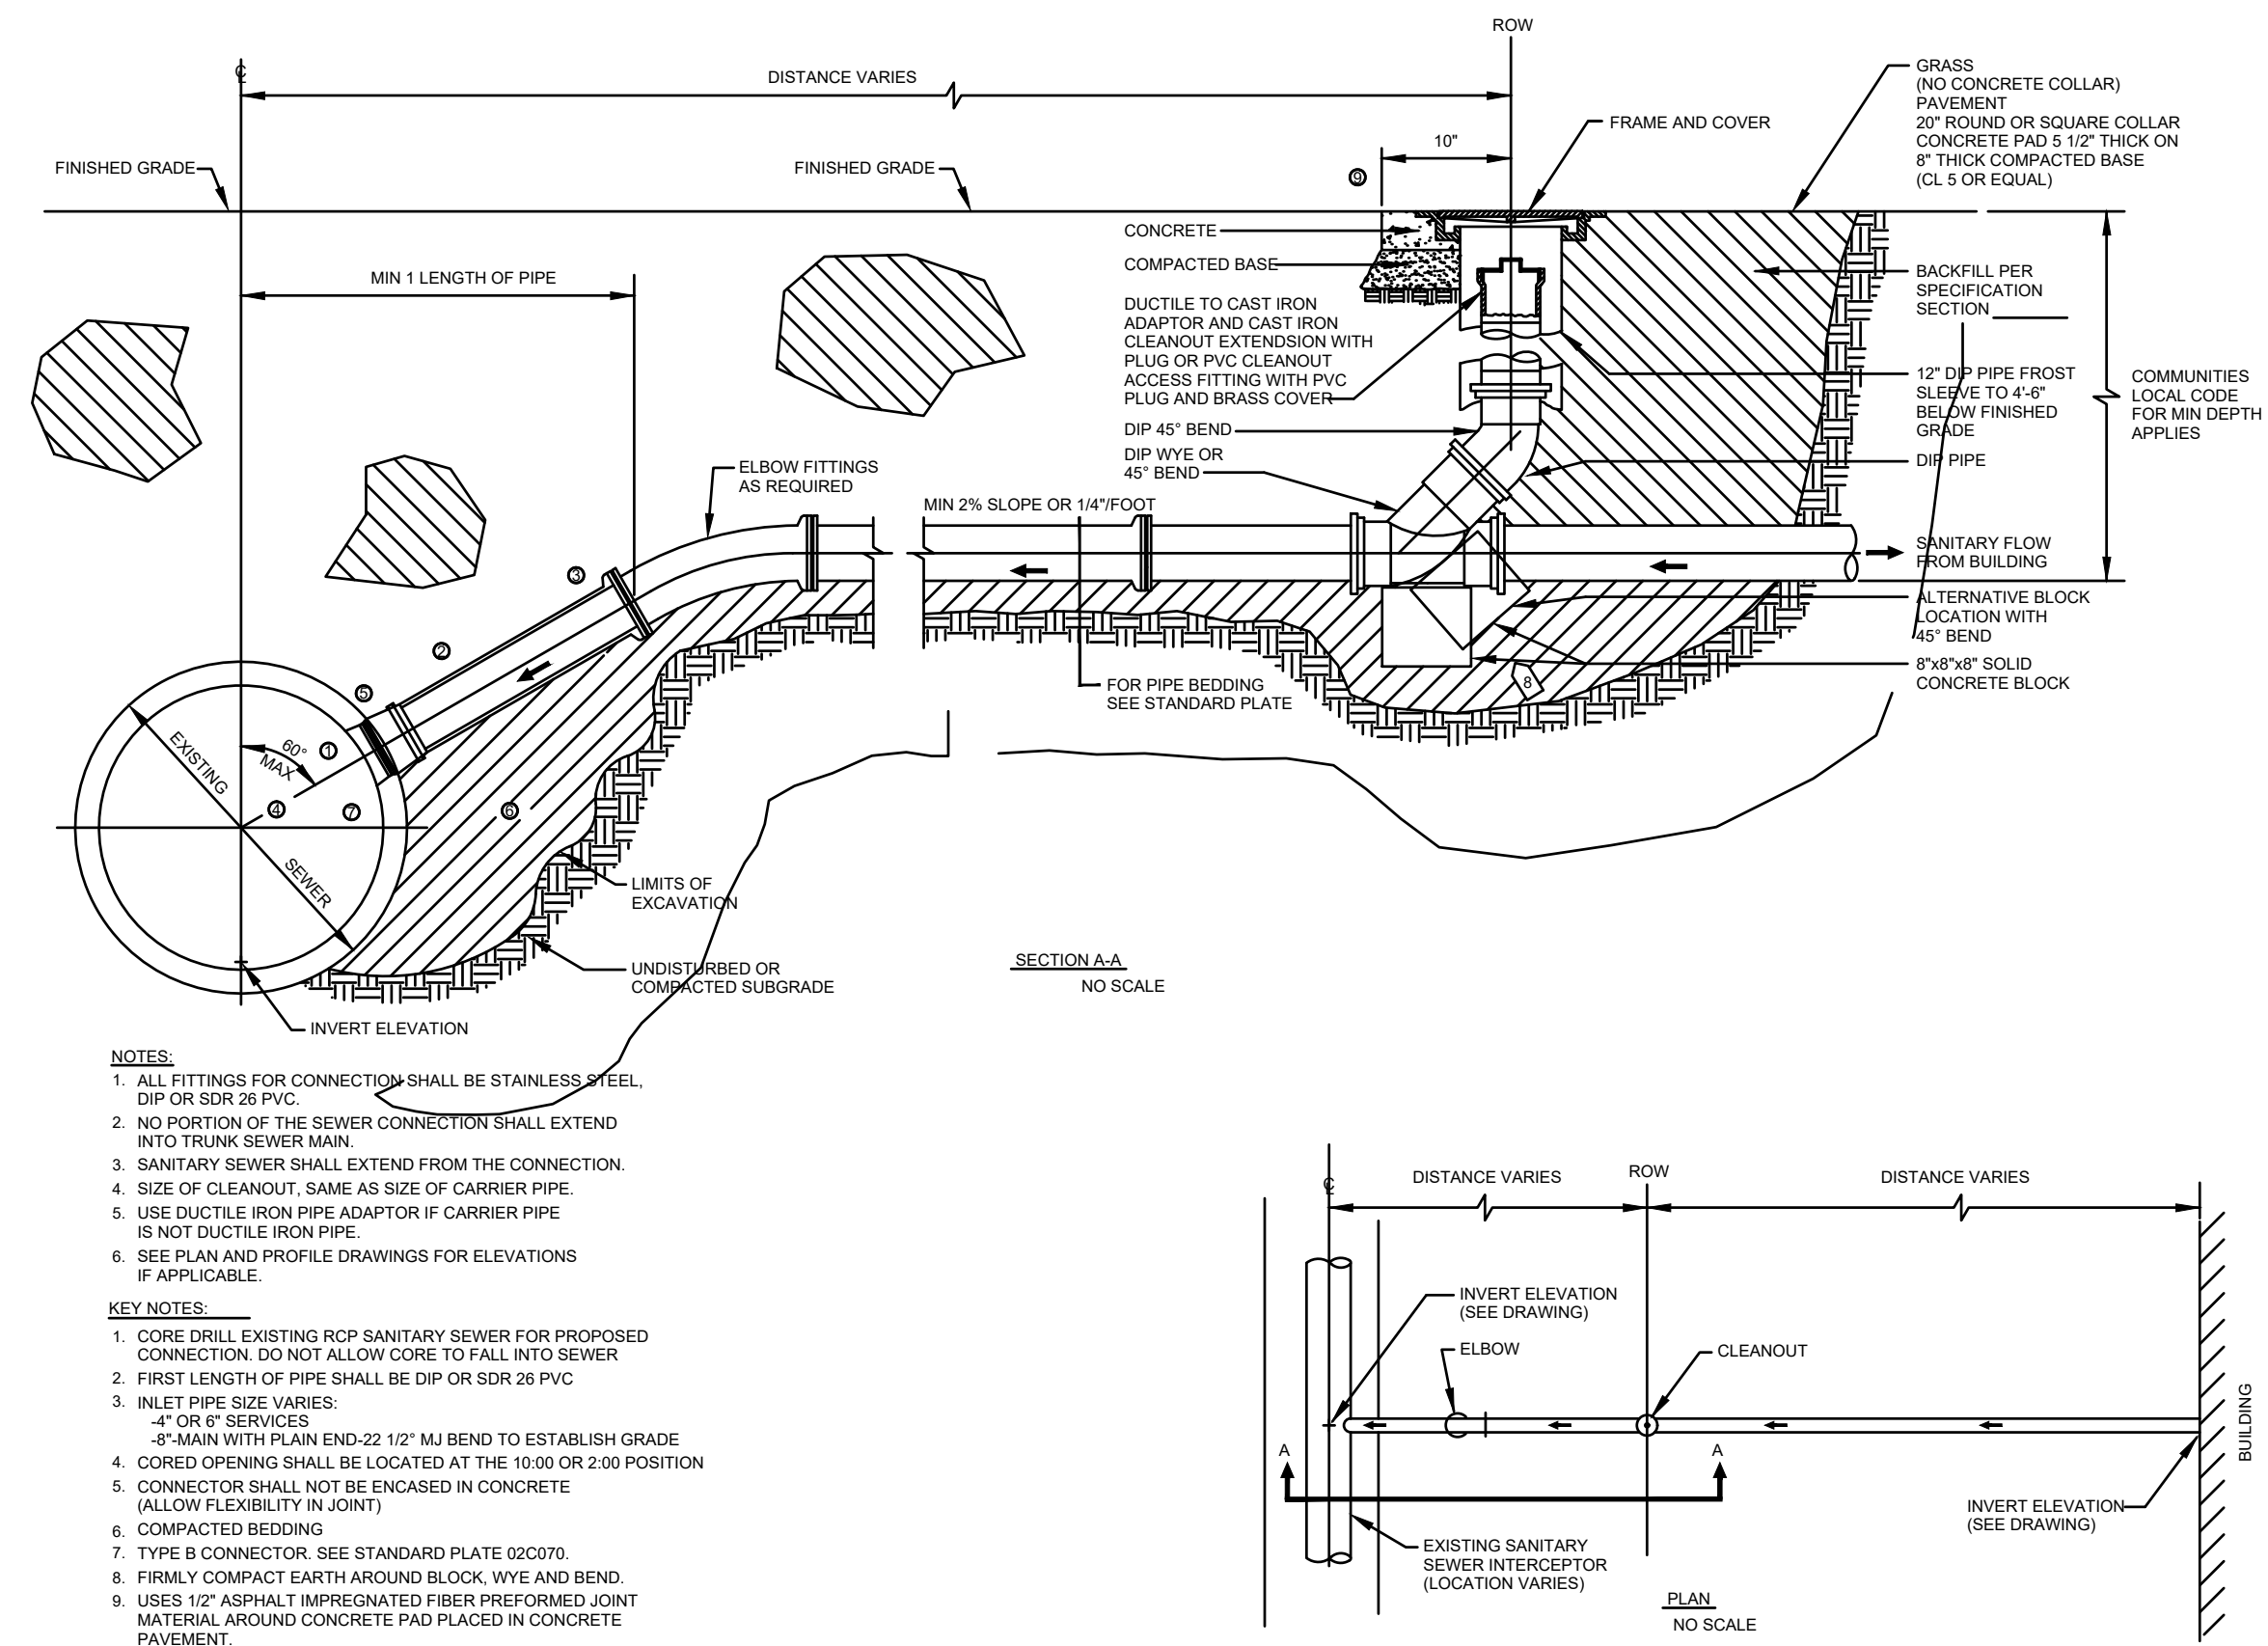 ROW
℄
DISTANCE VARIES
GRASS
(NO CONCRETE COLLAR)
PAVEMENT
20" ROUND OR SQUARE COLLAR
CONCRETE PAD 5 1/2" THICK ON
8" THICK COMPACTED BASE
(CL 5 OR EQUAL)
FRAME AND COVER
10"
9
FINISHED GRADE
FINISHED GRADE
CONCRETE
COMPACTED BASE
MIN 1 LENGTH OF PIPE
BACKFILL PER
SPECIFICATION
SECTION
DUCTILE TO CAST IRON
ADAPTOR AND CAST IRON
CLEANOUT EXTENDSION WITH
PLUG OR PVC CLEANOUT
ACCESS FITTING WITH PVC
PLUG AND BRASS COVER
12" DIP PIPE FROST
SLEEVE TO 4'-6"
BELOW FINISHED
GRADE
COMMUNITIES
LOCAL CODE
FOR MIN DEPTH
APPLIES
DIP 45° BEND
DIP WYE OR
45° BEND
DIP PIPE
ELBOW FITTINGS
AS REQUIRED
MIN 2% SLOPE OR 1/4"/FOOT
SANITARY FLOW
FROM BUILDING
ALTERNATIVE BLOCK
LOCATION WITH
45° BEND
8"x8"x8" SOLID
CONCRETE BLOCK
8
FOR PIPE BEDDING
SEE STANDARD PLATE
3
2
5
1
60°
MAX
4
7
6
EXISTING
SEWER
LIMITS OF
EXCAVATION
UNDISTURBED OR
COMPACTED SUBGRADE
INVERT ELEVATION
SECTION A-A
NO SCALE
NOTES:
1. ALL FITTINGS FOR CONNECTION SHALL BE STAINLESS STEEL,
DIP OR SDR 26 PVC.
2. NO PORTION OF THE SEWER CONNECTION SHALL EXTEND
INTO TRUNK SEWER MAIN.
3. SANITARY SEWER SHALL EXTEND FROM THE CONNECTION.
4. SIZE OF CLEANOUT, SAME AS SIZE OF CARRIER PIPE.
5. USE DUCTILE IRON PIPE ADAPTOR IF CARRIER PIPE
IS NOT DUCTILE IRON PIPE.
6. SEE PLAN AND PROFILE DRAWINGS FOR ELEVATIONS
IF APPLICABLE.
KEY NOTES:
1. CORE DRILL EXISTING RCP SANITARY SEWER FOR PROPOSED
CONNECTION. DO NOT ALLOW CORE TO FALL INTO SEWER
2. FIRST LENGTH OF PIPE SHALL BE DIP OR SDR 26 PVC
3. INLET PIPE SIZE VARIES:
-4" OR 6" SERVICES
-8"-MAIN WITH PLAIN END-22 1/2° MJ BEND TO ESTABLISH GRADE
4. CORED OPENING SHALL BE LOCATED AT THE 10:00 OR 2:00 POSITION
5. CONNECTOR SHALL NOT BE ENCASED IN CONCRETE
(ALLOW FLEXIBILITY IN JOINT)
6. COMPACTED BEDDING
7. TYPE B CONNECTOR. SEE STANDARD PLATE 02C070.
8. FIRMLY COMPACT EARTH AROUND BLOCK, WYE AND BEND.
9. USES 1/2" ASPHALT IMPREGNATED FIBER PREFORMED JOINT
MATERIAL AROUND CONCRETE PAD PLACED IN CONCRETE
PAVEMENT.
℄
DISTANCE VARIES
ROW
DISTANCE VARIES
INVERT ELEVATION
(SEE DRAWING)
ELBOW
CLEANOUT
A
A
BUILDING
INVERT ELEVATION
(SEE DRAWING)
EXISTING SANITARY
SEWER INTERCEPTOR
(LOCATION VARIES)
PLAN
NO SCALE